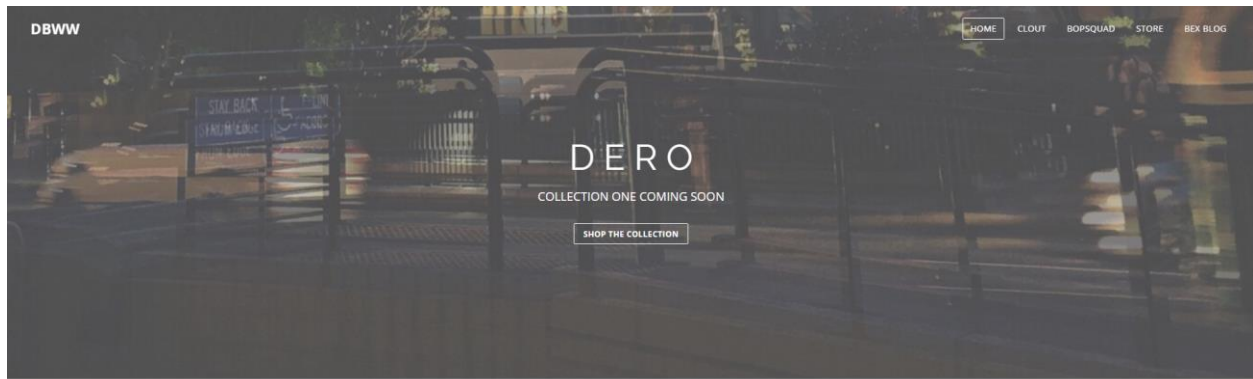 DBWW
HOME CLOUT BOPSQUAD STORE BEX BLOG
STAY BACK
DERO
COLLECTION ONE COMING SOON
SHOP THE COLLECTION